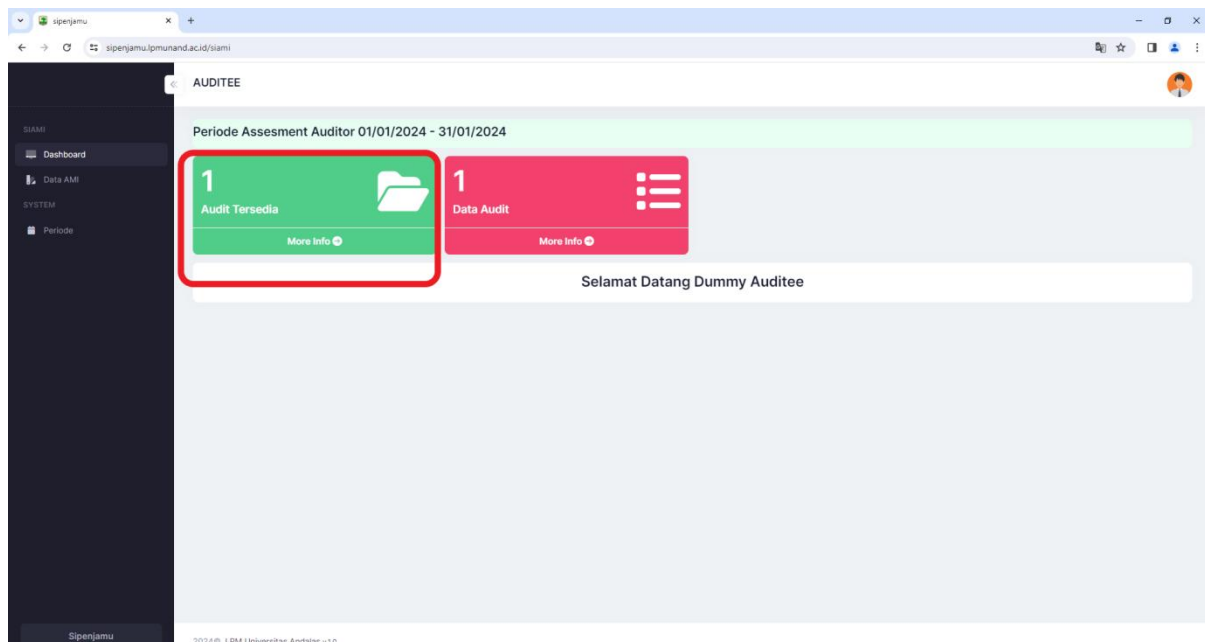 sipenjamu
sipenjamu.lpmunand.ac.id/siami
AUDITEE
SIAMI
Dashboard
Data AMI
SYSTEM
Periode
Periode Assesment Auditor 01/01/2024 - 31/01/2024
1
Audit Tersedia
More Info
1
Data Audit
More Info
Selamat Datang Dummy Auditee
Sipenjamu
2024© LPM Universitas Andalas v.1.0